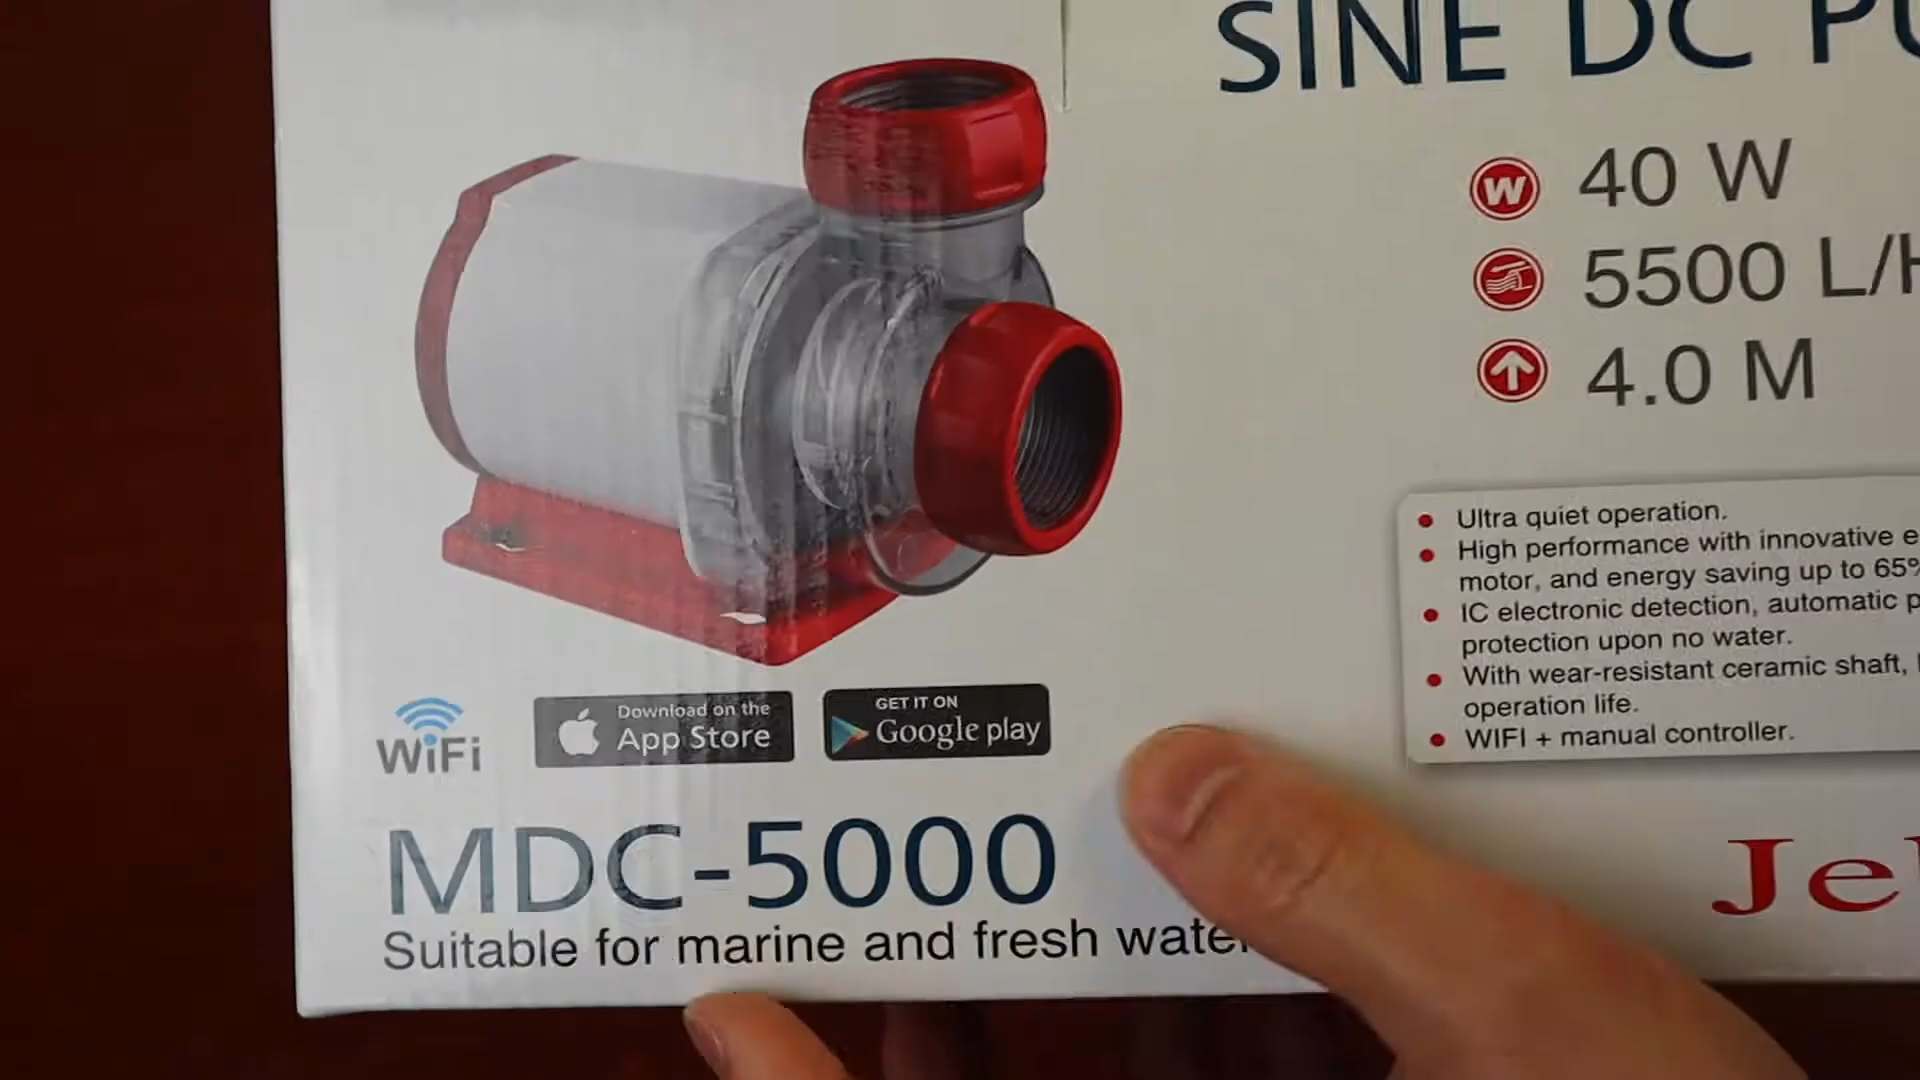 SINE DC
W 40 W
5500 L/H
4.0 M
Ultra quiet operation.
High performance with innovative
motor, and energy saving up to 65%
IC electronic detection, automatic
protection upon no water.
With wear-resistant ceramic shaft,
operation life.
WIFI + manual controller.
WiFi
Download on the
App Store
GET IT ON
Google play
MDC-5000
Suitable for marine and fresh water
Je